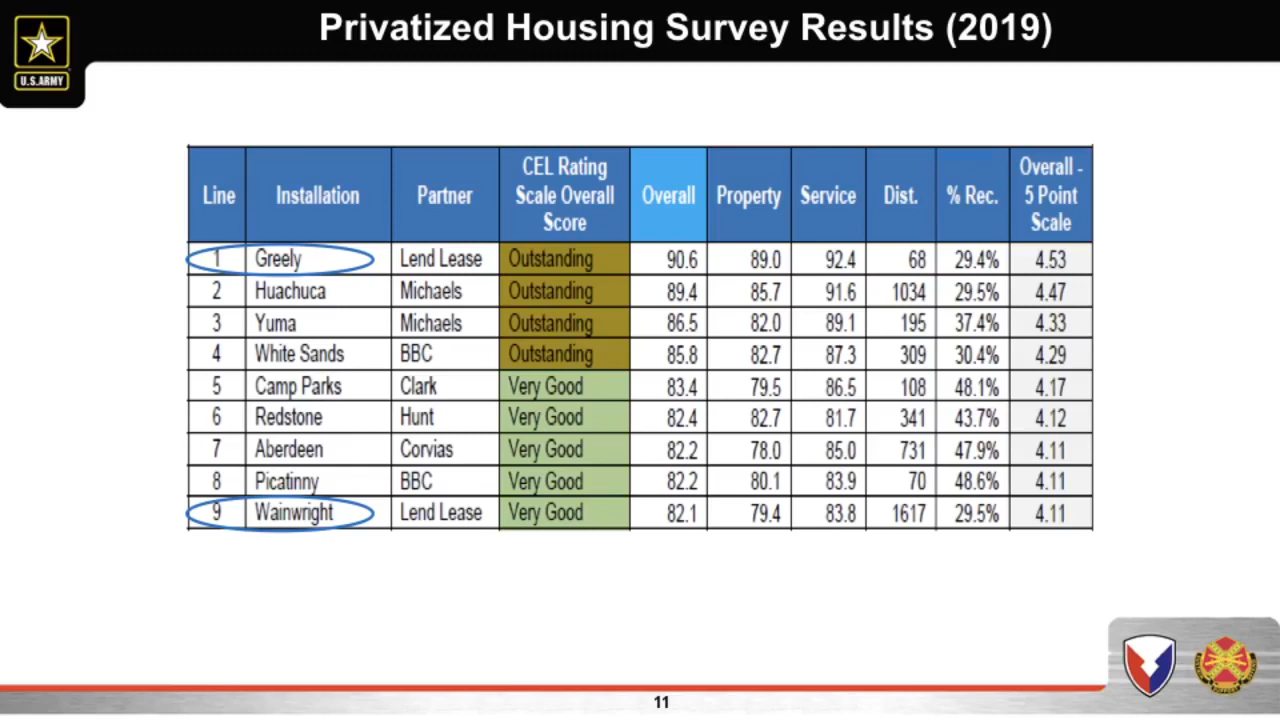 Privatized Housing Survey Results (2019)
U.S.ARMY
Line Installation Partner CEL Rating Scale Overall Score Overall Property Service Dist. % Rec. Overall - 5 Point Scale
1 Greely Lend Lease Outstanding 90.6 89.0 92.4 68 29.4% 4.53
2 Huachuca Michaels Outstanding 89.4 85.7 91.6 1034 29.5% 4.47
3 Yuma Michaels Outstanding 86.5 82.0 89.1 195 37.4% 4.33
4 White Sands BBC Outstanding 85.8 82.7 87.3 309 30.4% 4.29
5 Camp Parks Clark Very Good 83.4 79.5 86.5 108 48.1% 4.17
6 Redstone Hunt Very Good 82.4 82.7 81.7 341 43.7% 4.12
7 Aberdeen Corvias Very Good 82.2 78.0 85.0 731 47.9% 4.11
8 Picatinny BBC Very Good 82.2 80.1 83.9 70 48.6% 4.11
9 Wainwright Lend Lease Very Good 82.1 79.4 83.8 1617 29.5% 4.11
11